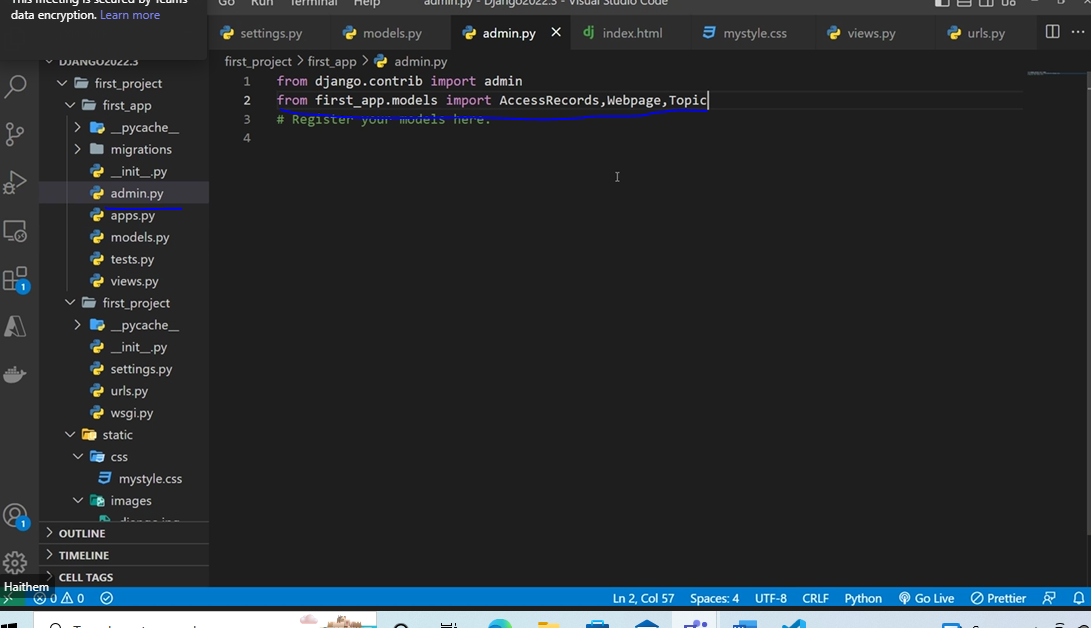 This meeting is secured by Teams
data encryption. Learn more
Go Run Terminal Help
admin.py - Django2022.3 - Visual Studio Code
settings.py models.py admin.py index.html mystyle.css views.py urls.py
DJANGO2022.3
first_project
first_app
__pycache__
migrations
__init__.py
admin.py
apps.py
models.py
tests.py
views.py
first_project
__pycache__
__init__.py
settings.py
urls.py
wsgi.py
static
css
mystyle.css
images
OUTLINE
TIMELINE
CELL TAGS
first_project > first_app > admin.py
1 from django.contrib import admin
2 from first_app.models import AccessRecords,Webpage,Topic
3 # Register your models here.
4
1
1
Haithem
0 0
Ln 2, Col 57 Spaces: 4 UTF-8 CRLF Python Go Live Prettier